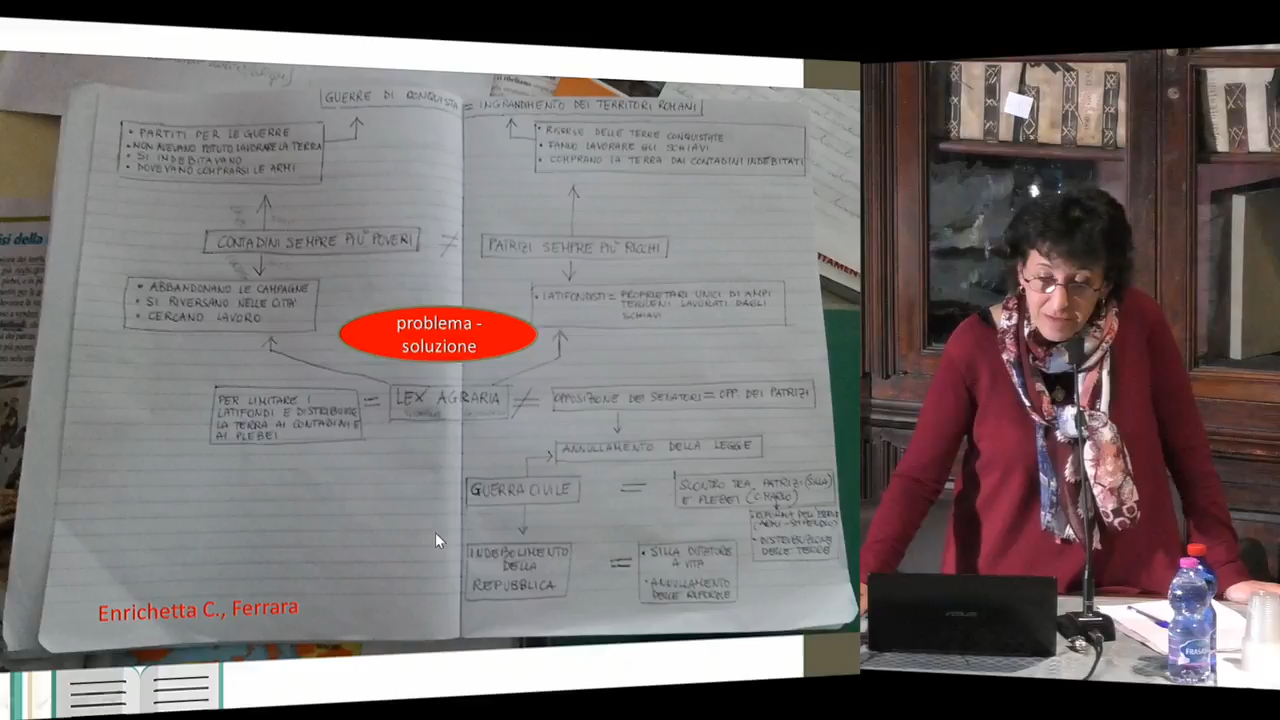 GUERRE DI CONQUISTA = INGRANDIMENTO DEI TERRITORI ROMANI
• PARTITI PER LE GUERRE
• NON AVEVANO POTUTO LAVORARE LA TERRA
• SI INDEBITAVANO
• DOVEVANO COMPRARSI LE ARMI
• RISERSE DELLE TERRE CONQUISTATE
• FANNO LAVORARE GLI SCHIAVI
• COMPRANO LA TERRA DAI CONTADINI INDEBITATI
CONTADINI SEMPRE PIU' POVERI ≠ PATRIZI SEMPRE PIU' RICCHI
• ABBANDONANO LE CAMPAGNE
• SI RIVERSANO NELLE CITTA'
• CERCANO LAVORO
• LATIFONDISTI = PROPRIETARI UNICI DI AMPI
TERRENI LAVORATI DAGLI
SCHIAVI
problema -
soluzione
PER LIMITARE I
LATIFONDI E DISTRIBUIRE
LA TERRA AI CONTADINI E
AI PLEBEI
= LEX AGRARIA ≠ OPPOSIZIONE DEI SENATORI = OPP. DEI PATRIZI
ANNULLAMENTO DELLA LEGGE
GUERRA CIVILE =
SCONTRO TRA PATRIZI (SILLA)
E PLEBEI (C. MARIO)
• DISTRIBUZIONE
DELLE TERRE
INDEBOLIMENTO
DELLA
REPUBBLICA
=
• SILLA DITTATORE
A VITA
• ANNULLAMENTO
DELLE RIFORME
Enrichetta C., Ferrara
ASUS